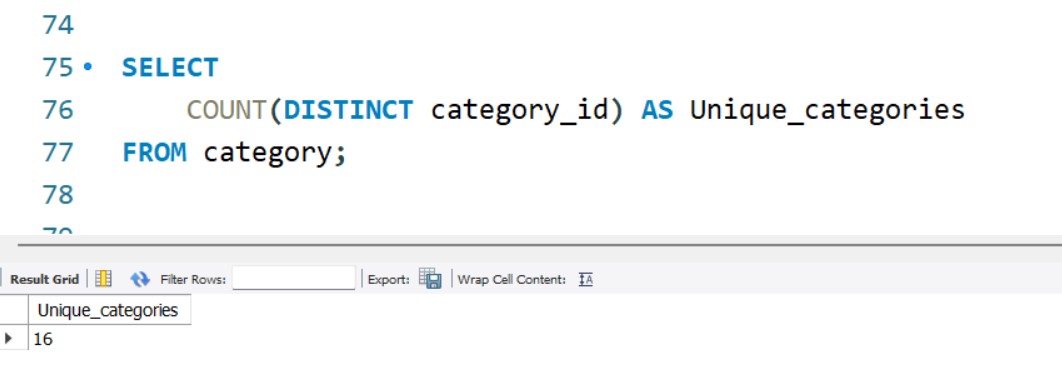 74
75 SELECT
76 COUNT(DISTINCT category_id) AS Unique_categories
77 FROM category;
78
Result Grid Filter Rows: Export: Wrap Cell Content:
Unique_categories
16